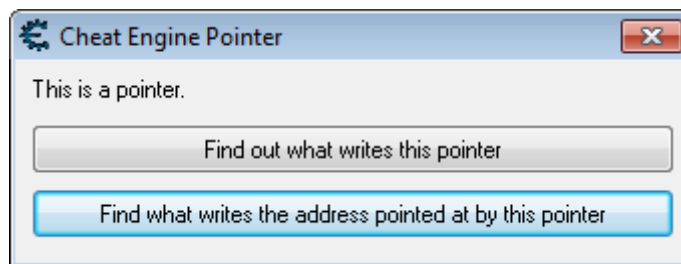 Cheat Engine Pointer
This is a pointer.
Find out what writes this pointer
Find what writes the address pointed at by this pointer